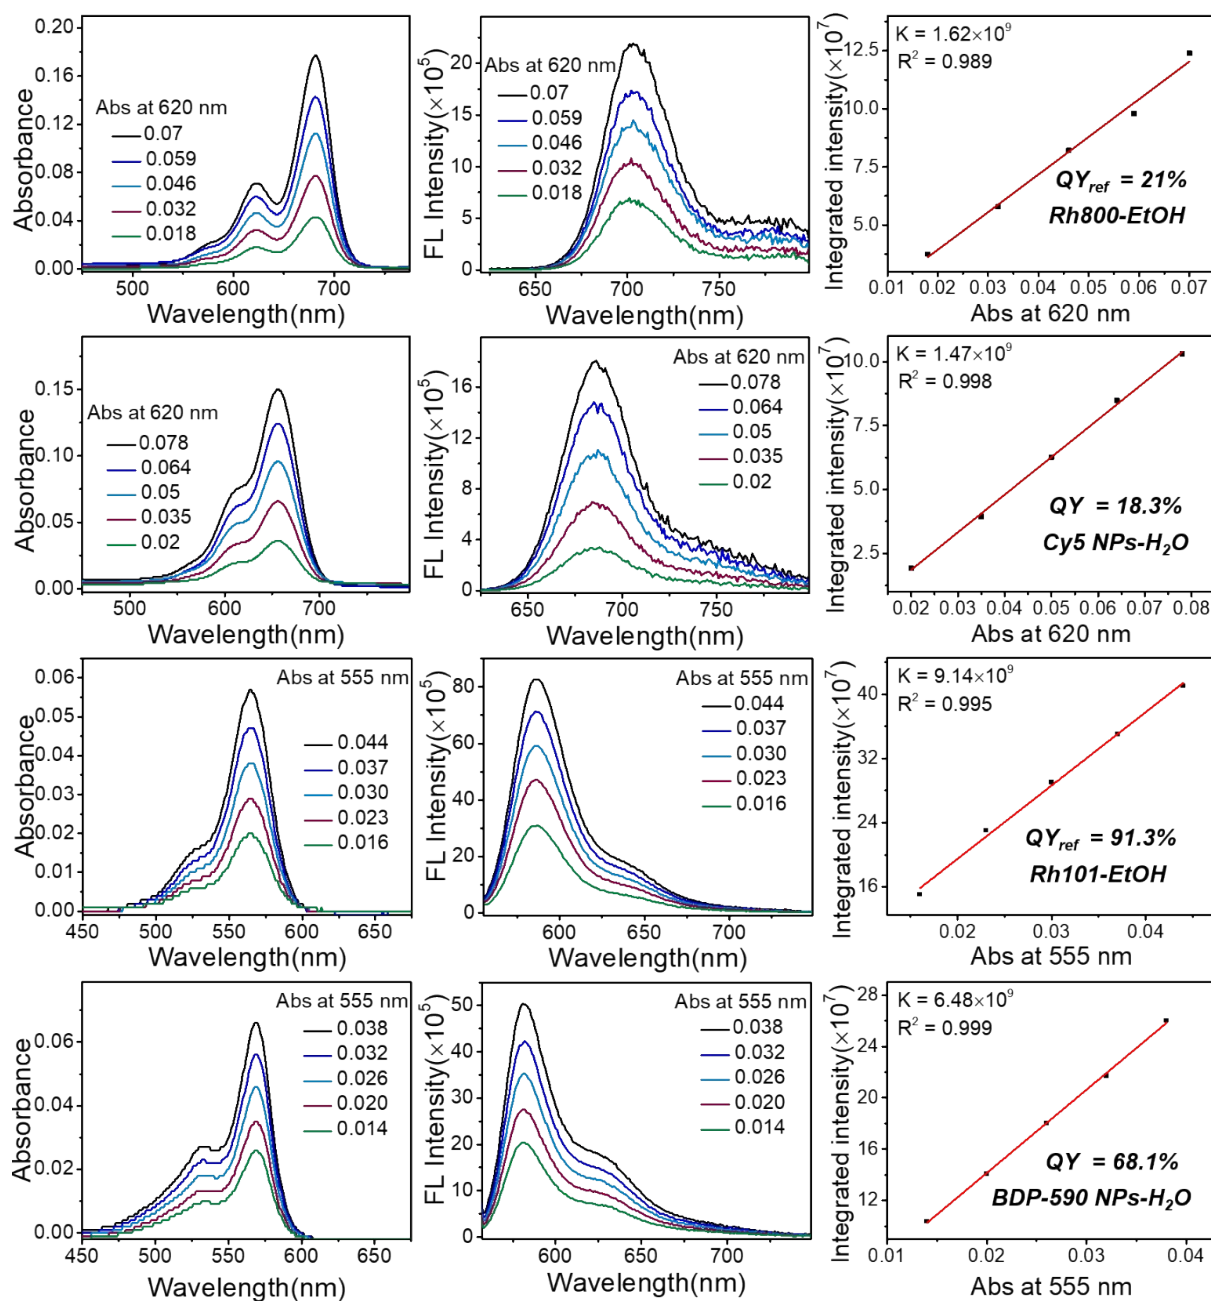 0.20
0.16
0.12
0.08
0.04
0.00
Absorbance
Abs at 620 nm
0.07
0.059
0.046
0.032
0.018
500
600
700
Wavelength(nm)
20
15
10
5
0
FL Intensity(×10⁵)
Abs at 620 nm
0.07
0.059
0.046
0.032
0.018
650
700
750
Wavelength(nm)
12.5
10.0
7.5
5.0
Integrated intensity(×10⁷)
K = 1.62×10⁹
R² = 0.989
QY_ref = 21%
Rh800-EtOH
0.01 0.02 0.03 0.04 0.05 0.06 0.07
Abs at 620 nm
0.15
0.10
0.05
0.00
Absorbance
Abs at 620 nm
0.078
0.064
0.05
0.035
0.02
500
600
700
Wavelength(nm)
16
12
8
4
0
FL Intensity(×10⁵)
Abs at 620 nm
0.078
0.064
0.05
0.035
0.02
650
700
750
Wavelength(nm)
10.0
7.5
5.0
2.5
Integrated intensity(×10⁷)
K = 1.47×10⁹
R² = 0.998
QY = 18.3%
Cy5 NPs-H₂O
0.02 0.03 0.04 0.05 0.06 0.07 0.08
Abs at 620 nm
0.06
0.05
0.04
0.03
0.02
0.01
0.00
Absorbance
Abs at 555 nm
0.044
0.037
0.030
0.023
0.016
450 500 550 600 650
Wavelength(nm)
80
60
40
20
0
FL Intensity(×10⁵)
Abs at 555 nm
0.044
0.037
0.030
0.023
0.016
600
650
700
Wavelength(nm)
40
32
24
16
Integrated intensity(×10⁷)
K = 9.14×10⁹
R² = 0.995
QY_ref = 91.3%
Rh101-EtOH
0.02
0.03
0.04
Abs at 555 nm
0.06
0.04
0.02
0.00
Absorbance
Abs at 555 nm
0.038
0.032
0.026
0.020
0.014
450 500 550 600 650
Wavelength(nm)
50
40
30
20
10
0
FL Intensity(×10⁵)
Abs at 555 nm
0.038
0.032
0.026
0.020
0.014
600
650
700
Wavelength(nm)
28
24
20
16
12
Integrated intensity(×10⁷)
K = 6.48×10⁹
R² = 0.999
QY = 68.1%
BDP-590 NPs-H₂O
0.01
0.02
0.03
0.04
Abs at 555 nm